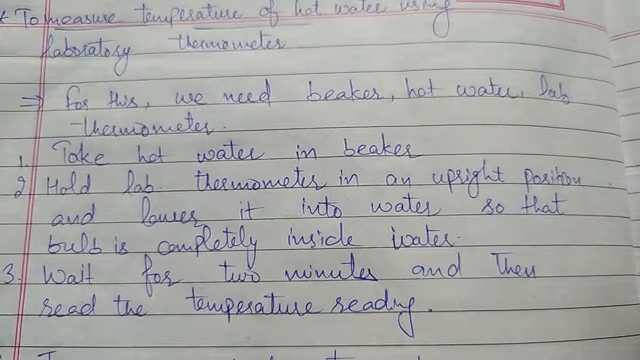 * To measure temperature of hot water using
laboratory thermometer
⇒ for this, we need beaker, hot water, lab
thermometer.
1. Take hot water in beaker
2. Hold lab. thermometer in an upright position
and lower it into water so that
bulb is completely inside water.
3. Wait for two minutes and then
read the temperature reading.